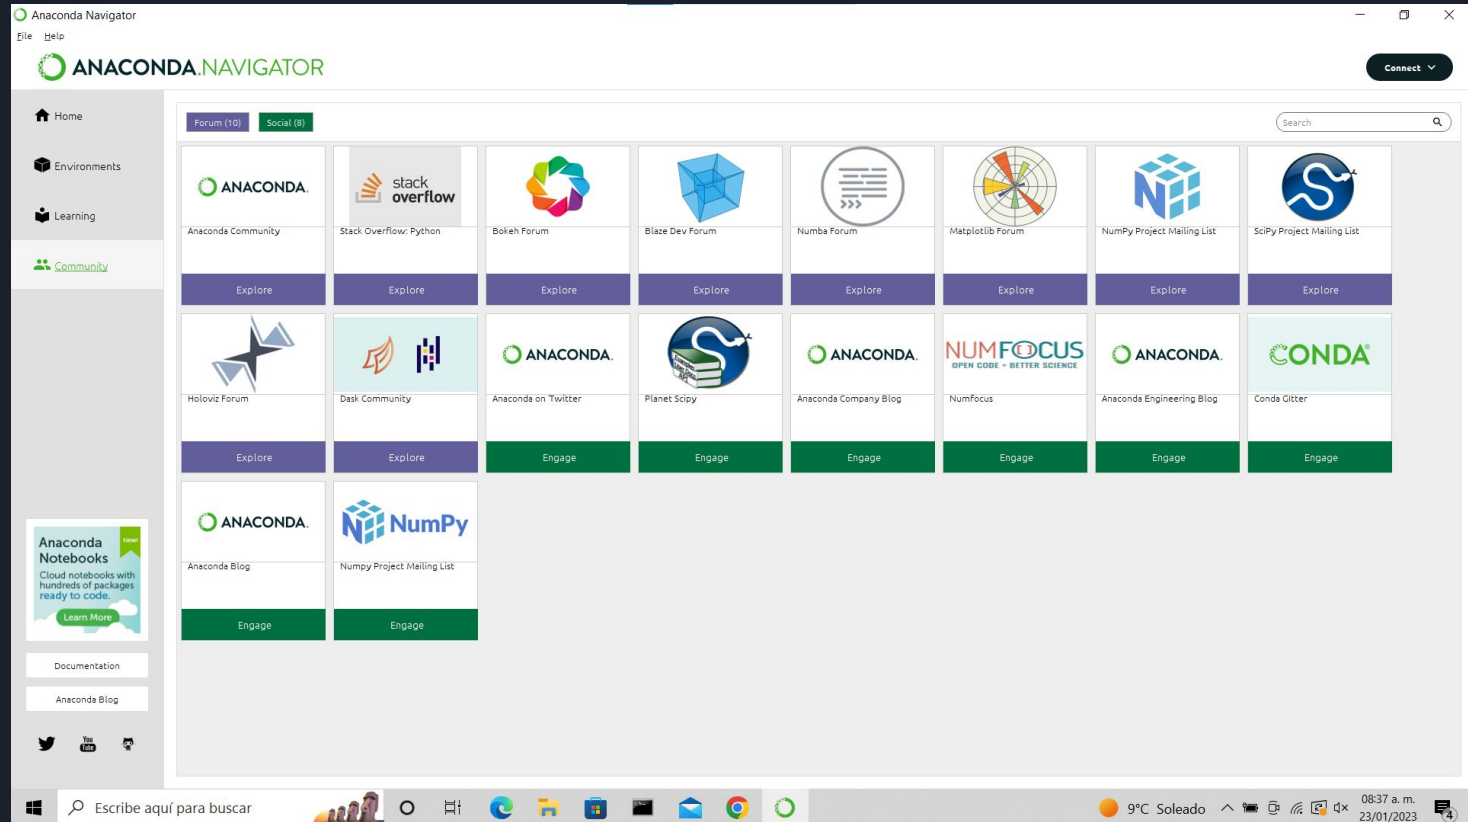 Anaconda Navigator
File Help
ANACONDA.NAVIGATOR
Connect
Home
Environments
Learning
Community
Forum (10) Social (8)
Search
ANACONDA. stack overflow
Anaconda Community Stack Overflow: Python Bokeh Forum Blaze Dev Forum Numba Forum Matplotlib Forum NumPy Project Mailing List SciPy Project Mailing List
Explore Explore Explore Explore Explore Explore Explore Explore
ANACONDA. ANACONDA. NUMFOCUS ANACONDA. CONDA
OPEN CODE = BETTER SCIENCE
Holoviz Forum Dask Community Anaconda on Twitter Planet Scipy Anaconda Company Blog Numfocus Anaconda Engineering Blog Conda Gitter
Explore Explore Engage Engage Engage Engage Engage Engage
ANACONDA. NumPy
Anaconda Blog Numpy Project Mailing List
Engage Engage
Anaconda New!
Notebooks
Cloud notebooks with
hundreds of packages
ready to code.
Learn More
Documentation
Anaconda Blog
You
Tube
Escribe aquí para buscar
9°C Soleado
08:37 a. m.
23/01/2023
4